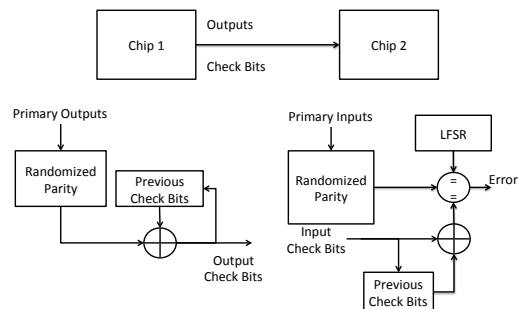 Outputs
Chip 1
Chip 2
Check Bits
Primary Outputs
Randomized
Parity
Previous
Check Bits
Output
Check Bits
Primary Inputs
LFSR
Randomized
Parity
=
=
Error
Input
Check Bits
Previous
Check Bits